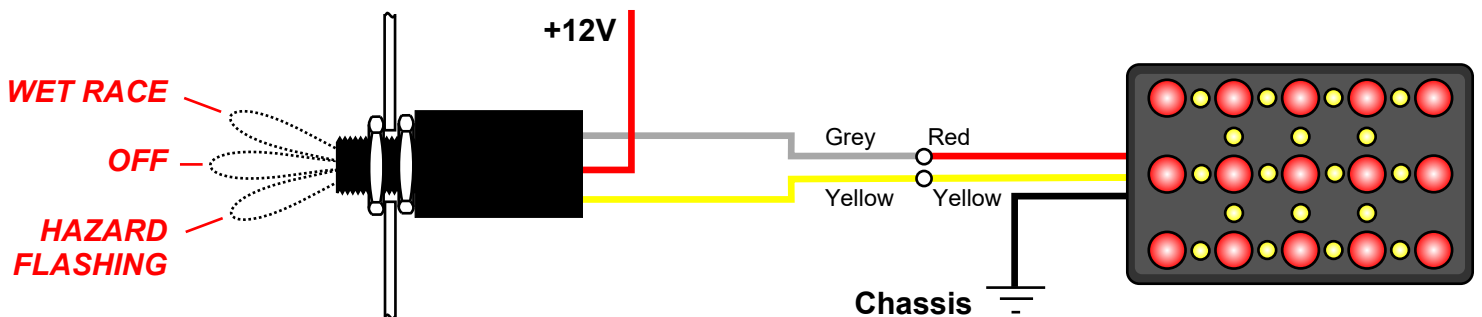 +12V
WET RACE
OFF
HAZARD
FLASHING
Grey Red
Yellow Yellow
Chassis